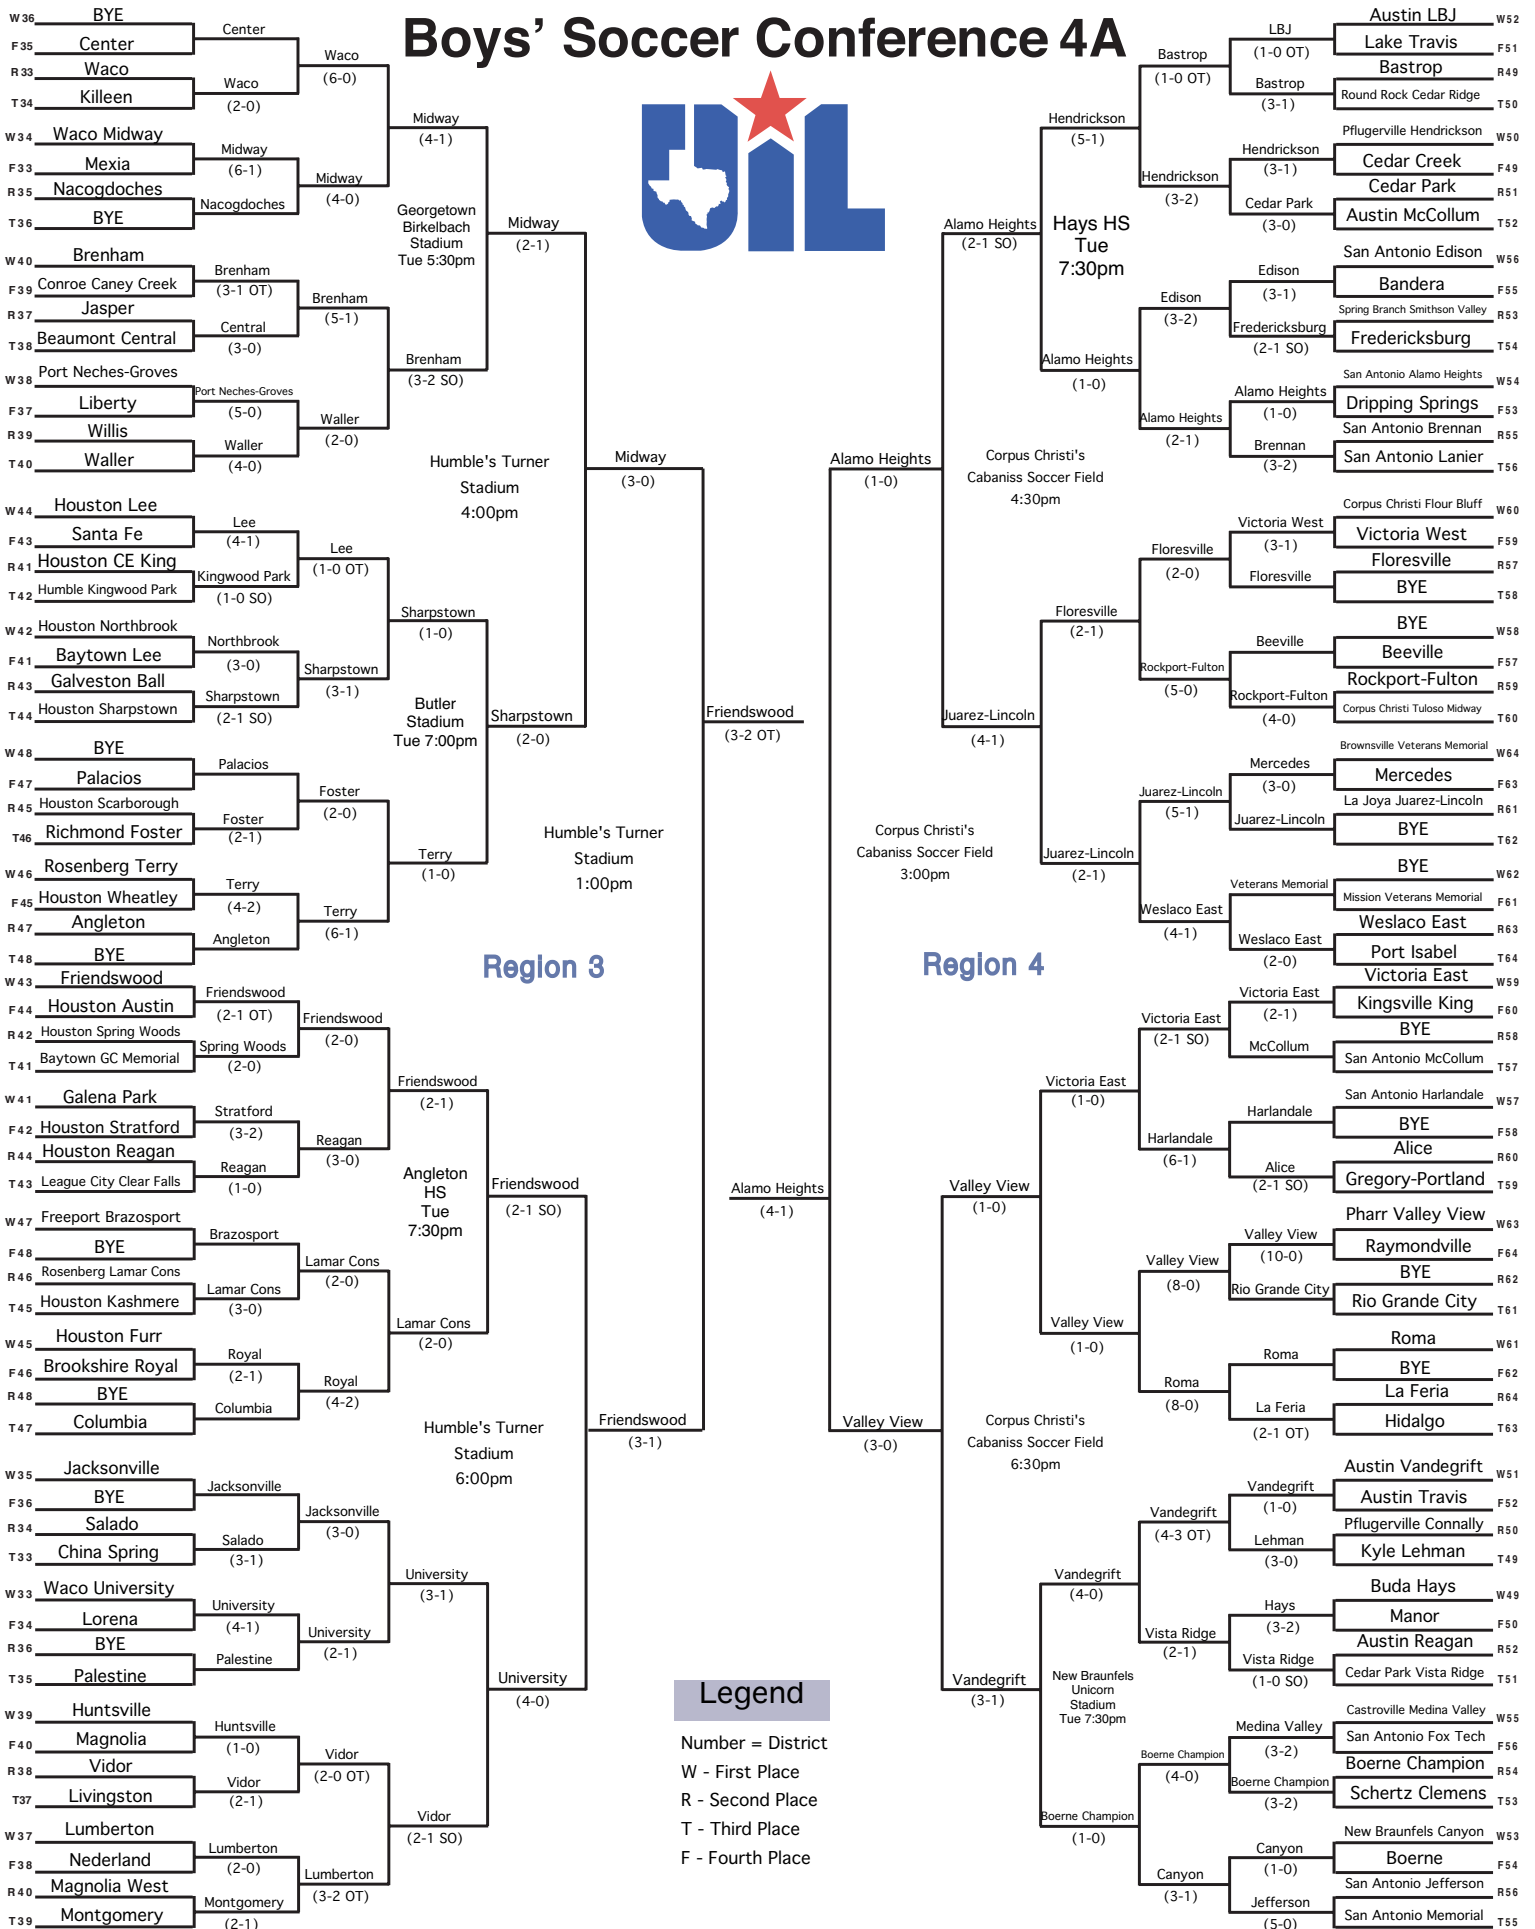 Boys' Soccer Conference 4A
UIL
W36 BYE
F35 Center
R33 Waco
T34 Killeen
W34 Waco Midway
F33 Mexia
R35 Nacogdoches
T36 BYE
W40 Brenham
F39 Conroe Caney Creek
R37 Jasper
T38 Beaumont Central
W38 Port Neches-Groves
F37 Liberty
R39 Willis
T40 Waller
W44 Houston Lee
F43 Santa Fe
R41 Houston CE King
T42 Humble Kingwood Park
W42 Houston Northbrook
F41 Baytown Lee
R43 Galveston Ball
T44 Houston Sharpstown
W48 BYE
F47 Palacios
R45 Houston Scarborough
T46 Richmond Foster
W46 Rosenberg Terry
F45 Houston Wheatley
R47 Angleton
T48 BYE
W43 Friendswood
F44 Houston Austin
R42 Houston Spring Woods
T41 Baytown GC Memorial
W41 Galena Park
F42 Houston Stratford
R44 Houston Reagan
T43 League City Clear Falls
W47 Freeport Brazosport
F48 BYE
R46 Rosenberg Lamar Cons
T45 Houston Kashmere
W45 Houston Furr
F46 Brookshire Royal
R48 BYE
T47 Columbia
W35 Jacksonville
F36 BYE
R34 Salado
T33 China Spring
W33 Waco University
F34 Lorena
R36 BYE
T35 Palestine
W39 Huntsville
F40 Magnolia
R38 Vidor
T37 Livingston
W37 Lumberton
F38 Nederland
R40 Magnolia West
T39 Montgomery
Center
Waco
(2-0)
Midway
(6-1)
Nacogdoches
Brenham
(3-1 OT)
Central
(3-0)
Port Neches-Groves
(5-0)
Waller
(4-0)
Lee
(4-1)
Kingwood Park
(1-0 SO)
Northbrook
(3-0)
Sharpstown
(2-1 SO)
Palacios
Foster
(2-1)
Terry
(4-2)
Angleton
Friendswood
(2-1 OT)
Spring Woods
(2-0)
Stratford
(3-2)
Reagan
(1-0)
Brazosport
Lamar Cons
(3-0)
Royal
(2-1)
Columbia
Jacksonville
Salado
(3-1)
University
(4-1)
Palestine
Huntsville
(1-0)
Vidor
(2-1)
Lumberton
(2-0)
Montgomery
(2-1)
Waco
(6-0)
Midway
(4-0)
Brenham
(5-1)
Waller
(2-0)
Lee
(1-0 OT)
Sharpstown
(3-1)
Foster
(2-0)
Terry
(6-1)
Friendswood
(2-0)
Reagan
(3-0)
Lamar Cons
(2-0)
Royal
(4-2)
Jacksonville
(3-0)
University
(2-1)
Vidor
(2-0 OT)
Lumberton
(3-2 OT)
Midway
(4-1)
Georgetown
Birkelbach
Stadium
Tue 5:30pm
Brenham
(3-2 SO)
Sharpstown
(1-0)
Butler
Stadium
Tue 7:00pm
Terry
(1-0)
Friendswood
(2-1)
Angleton
HS
Tue
7:30pm
Lamar Cons
(2-0)
University
(3-1)
Vidor
(2-1 SO)
Midway
(2-1)
Humble's Turner
Stadium
4:00pm
Sharpstown
(2-0)
Friendswood
(2-1 SO)
Humble's Turner
Stadium
6:00pm
University
(4-0)
Midway
(3-0)
Humble's Turner
Stadium
1:00pm
Friendswood
(3-1)
Friendswood
(3-2 OT)
Region 3
Region 4
Alamo Heights
(4-1)
Alamo Heights
(1-0)
Corpus Christi's
Cabaniss Soccer Field
3:00pm
Valley View
(3-0)
Alamo Heights
(2-1 SO)
Corpus Christi's
Cabaniss Soccer Field
4:30pm
Juarez-Lincoln
(4-1)
Valley View
(1-0)
Corpus Christi's
Cabaniss Soccer Field
6:30pm
Vandegrift
(3-1)
Hendrickson
(5-1)
Hays HS
Tue
7:30pm
Alamo Heights
(1-0)
Floresville
(2-1)
Juarez-Lincoln
(2-1)
Victoria East
(1-0)
Valley View
(1-0)
Vandegrift
(4-0)
New Braunfels
Unicorn
Stadium
Tue 7:30pm
Boerne Champion
(1-0)
Bastrop
(1-0 OT)
Hendrickson
(3-2)
Edison
(3-2)
Alamo Heights
(2-1)
Floresville
(2-0)
Rockport-Fulton
(5-0)
Juarez-Lincoln
(5-1)
Weslaco East
(4-1)
Victoria East
(2-1 SO)
Harlandale
(6-1)
Valley View
(8-0)
Roma
(8-0)
Vandegrift
(4-3 OT)
Vista Ridge
(2-1)
Boerne Champion
(4-0)
Canyon
(3-1)
LBJ
(1-0 OT)
Bastrop
(3-1)
Hendrickson
(3-1)
Cedar Park
(3-0)
Edison
(3-1)
Fredericksburg
(2-1 SO)
Alamo Heights
(1-0)
Brennan
(3-2)
Victoria West
(3-1)
Floresville
Beeville
Rockport-Fulton
(4-0)
Mercedes
(3-0)
Juarez-Lincoln
Veterans Memorial
Weslaco East
(2-0)
Victoria East
(2-1)
McCollum
Harlandale
Alice
(2-1 SO)
Valley View
(10-0)
Rio Grande City
Roma
La Feria
(2-1 OT)
Vandegrift
(1-0)
Lehman
(3-0)
Hays
(3-2)
Vista Ridge
(1-0 SO)
Medina Valley
(3-2)
Boerne Champion
(3-2)
Canyon
(1-0)
Jefferson
(5-0)
Austin LBJ W52
Lake Travis F51
Bastrop R49
Round Rock Cedar Ridge T50
Pflugerville Hendrickson W50
Cedar Creek F49
Cedar Park R51
Austin McCollum T52
San Antonio Edison W56
Bandera F55
Spring Branch Smithson Valley R53
Fredericksburg T54
San Antonio Alamo Heights W54
Dripping Springs F53
San Antonio Brennan R55
San Antonio Lanier T56
Corpus Christi Flour Bluff W60
Victoria West F59
Floresville R57
BYE T58
BYE W58
Beeville F57
Rockport-Fulton R59
Corpus Christi Tuloso Midway T60
Brownsville Veterans Memorial W64
Mercedes F63
La Joya Juarez-Lincoln R61
BYE T62
BYE W62
Mission Veterans Memorial F61
Weslaco East R63
Port Isabel T64
Victoria East W59
Kingsville King F60
BYE R58
San Antonio McCollum T57
San Antonio Harlandale W57
BYE F58
Alice R60
Gregory-Portland T59
Pharr Valley View W63
Raymondville F64
BYE R62
Rio Grande City T61
Roma W61
BYE F62
La Feria R64
Hidalgo T63
Austin Vandegrift W51
Austin Travis F52
Pflugerville Connally R50
Kyle Lehman T49
Buda Hays W49
Manor F50
Austin Reagan R52
Cedar Park Vista Ridge T51
Castroville Medina Valley W55
San Antonio Fox Tech F56
Boerne Champion R54
Schertz Clemens T53
New Braunfels Canyon W53
Boerne F54
San Antonio Jefferson R56
San Antonio Memorial T55
Legend
Number = District
W - First Place
R - Second Place
T - Third Place
F - Fourth Place